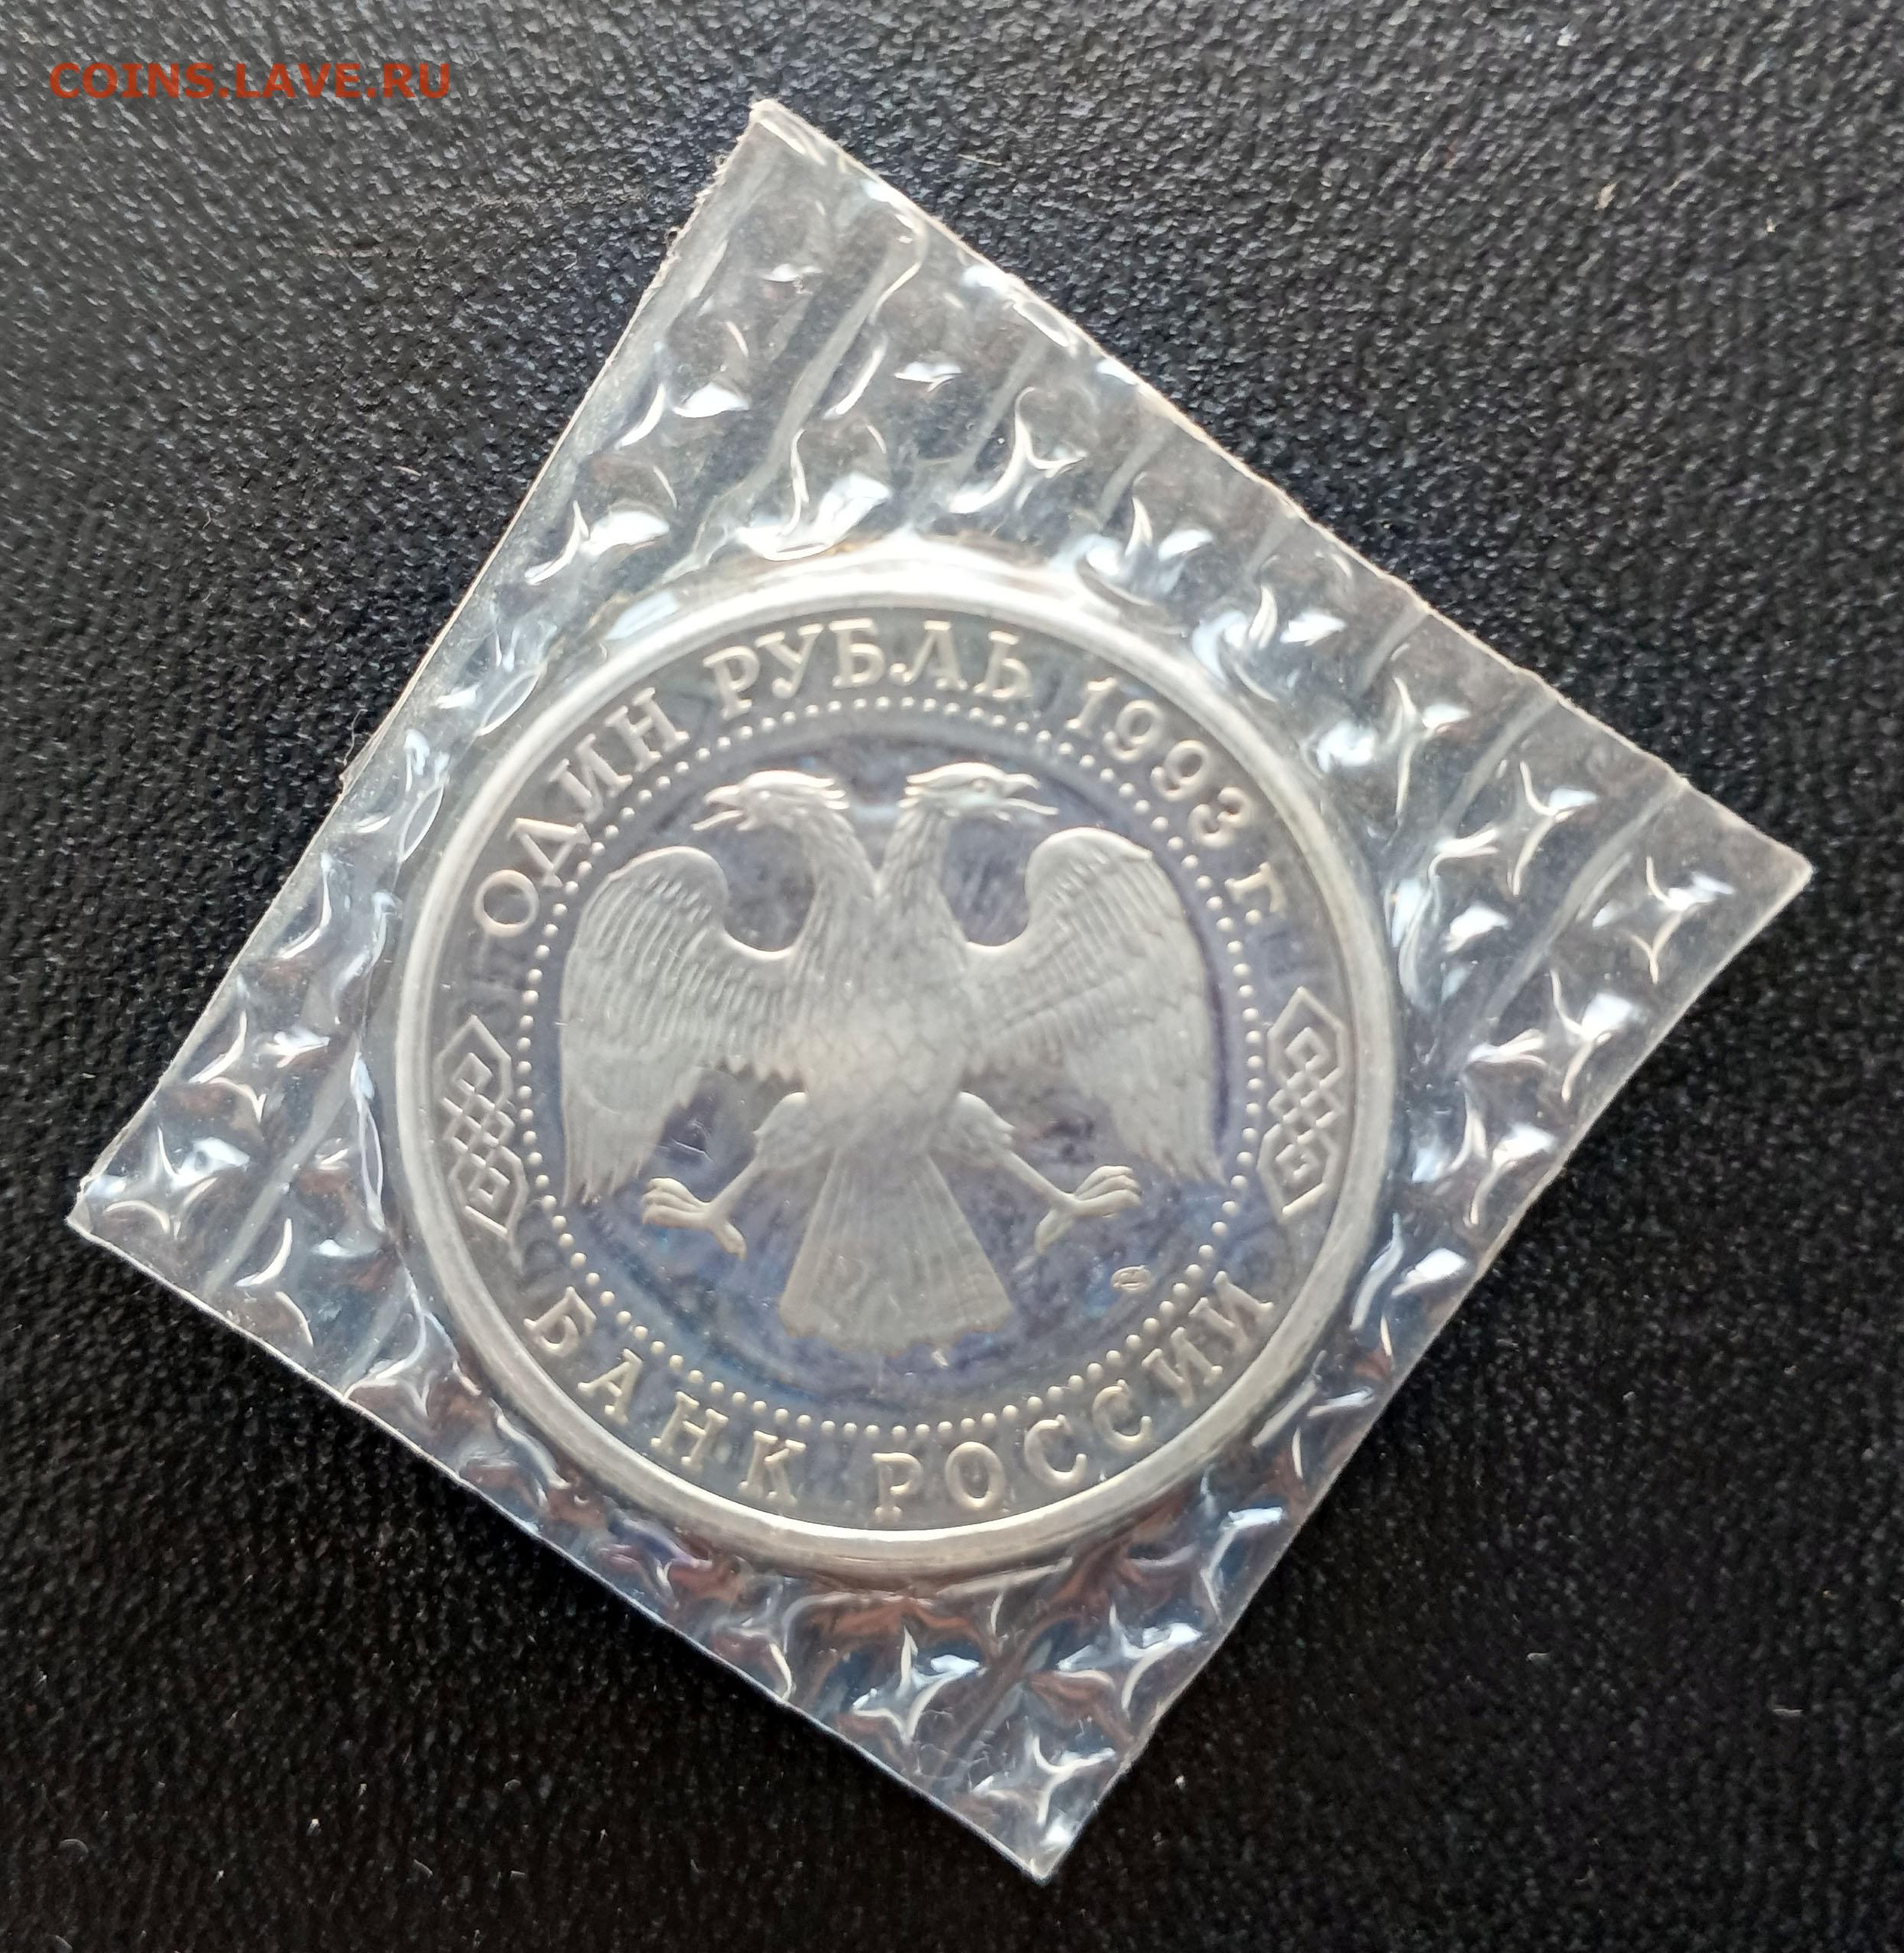 COINS.LAVE.RU
ОДИН РУБЛЬ 1993 г.
БАНК РОССИИ